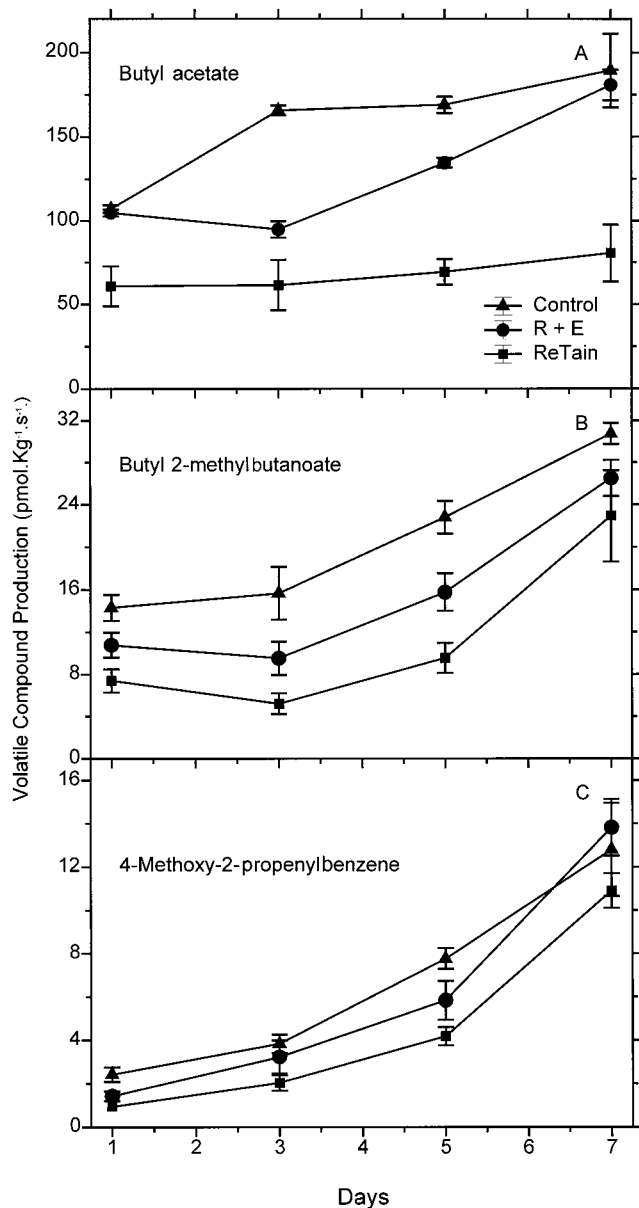 Volatile Compound Production (pmol.Kg⁻¹.s⁻¹.)
200
150
100
50
0
Butyl acetate
A
Control
R + E
ReTain
32
24
16
8
0
Butyl 2-methylbutanoate
B
16
12
8
4
0
4-Methoxy-2-propenylbenzene
C
1 2 3 4 5 6 7
Days